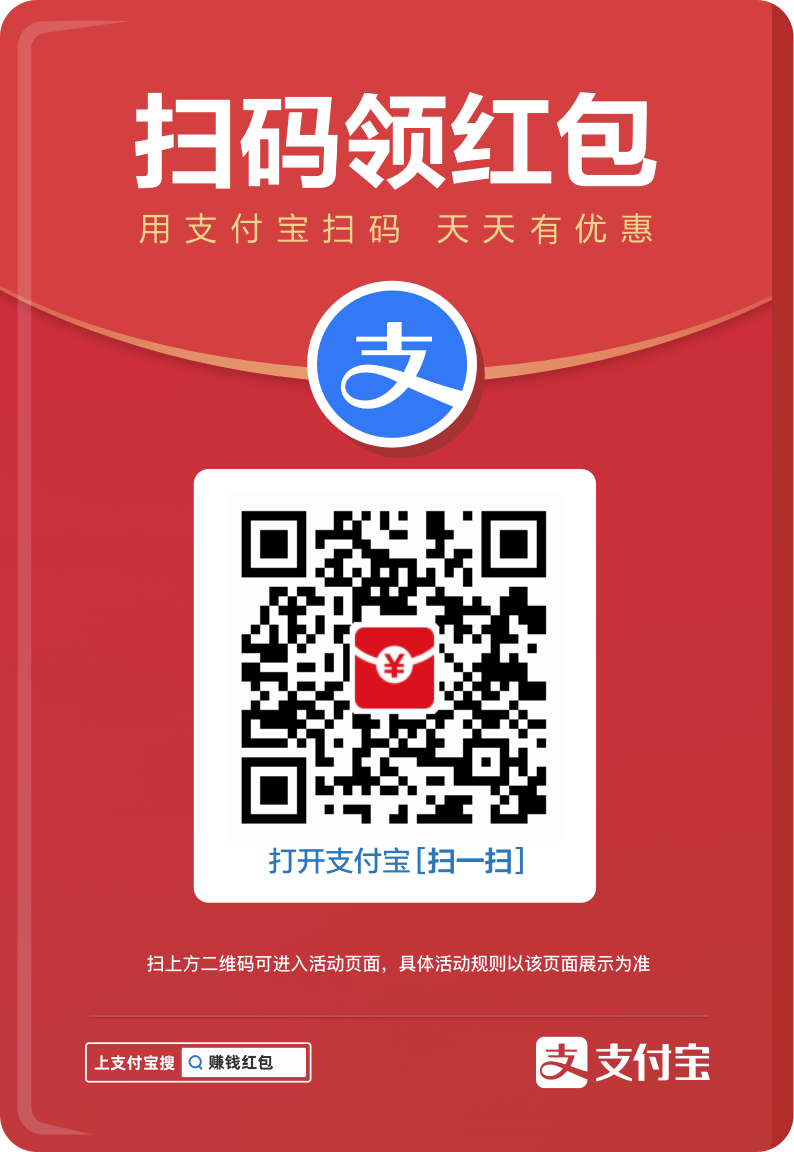 扫码领红包
用支付宝扫码 天天有优惠
支
¥
打开支付宝[扫一扫]
扫上方二维码可进入活动页面，具体活动规则以该页面展示为准
上支付宝搜 赚钱红包
支 支付宝